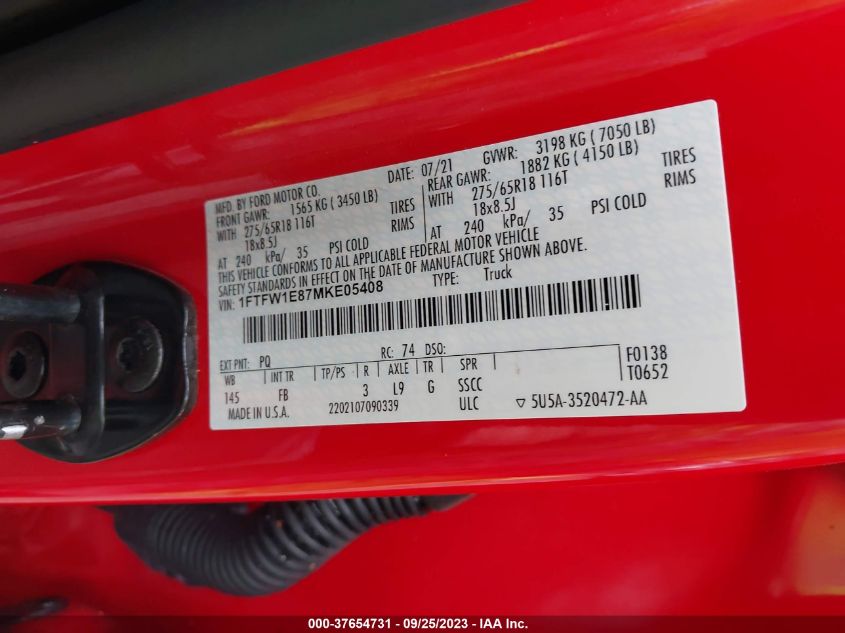 MFD. BY FORD MOTOR CO.
DATE: 07/21 GVWR: 3198 KG ( 7050 LB)
FRONT GAWR: 1565 KG ( 3450 LB)
REAR GAWR: 1882 KG ( 4150 LB)
WITH 275/65R18 116T TIRES
WITH 275/65R18 116T TIRES
18x8.5J RIMS
18x8.5J RIMS
AT 240 kPa/ 35 PSI COLD
AT 240 kPa/ 35 PSI COLD
THIS VEHICLE CONFORMS TO ALL APPLICABLE FEDERAL MOTOR VEHICLE
SAFETY STANDARDS IN EFFECT ON THE DATE OF MANUFACTURE SHOWN ABOVE.
VIN: 1FTFW1E87MKE05408 TYPE: Truck
EXT PNT: PQ RC: 74 DSO: F0138
WB INT TR TP/PS R AXLE TR SPR T0652
145 FB 3 L9 G SSCC
MADE IN U.S.A. 2202107090339 ULC ▽ 5U5A-3520472-AA
000-37654731 - 09/25/2023 - IAA Inc.